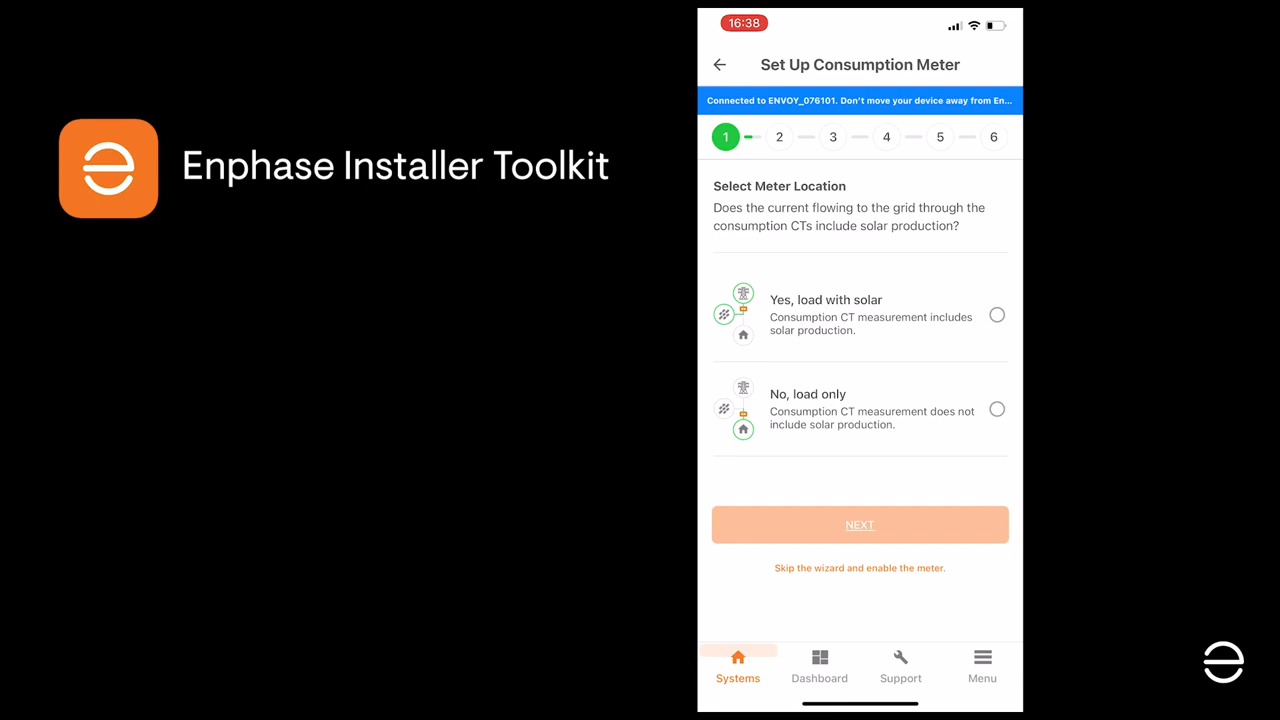 Enphase Installer Toolkit
16:38
Set Up Consumption Meter
Connected to ENVOY_076101. Don't move your device away from En...
1 2 3 4 5 6
Select Meter Location
Does the current flowing to the grid through the
consumption CTs include solar production?
Yes, load with solar
Consumption CT measurement includes
solar production.
No, load only
Consumption CT measurement does not
include solar production.
NEXT
Skip the wizard and enable the meter.
Systems Dashboard Support Menu